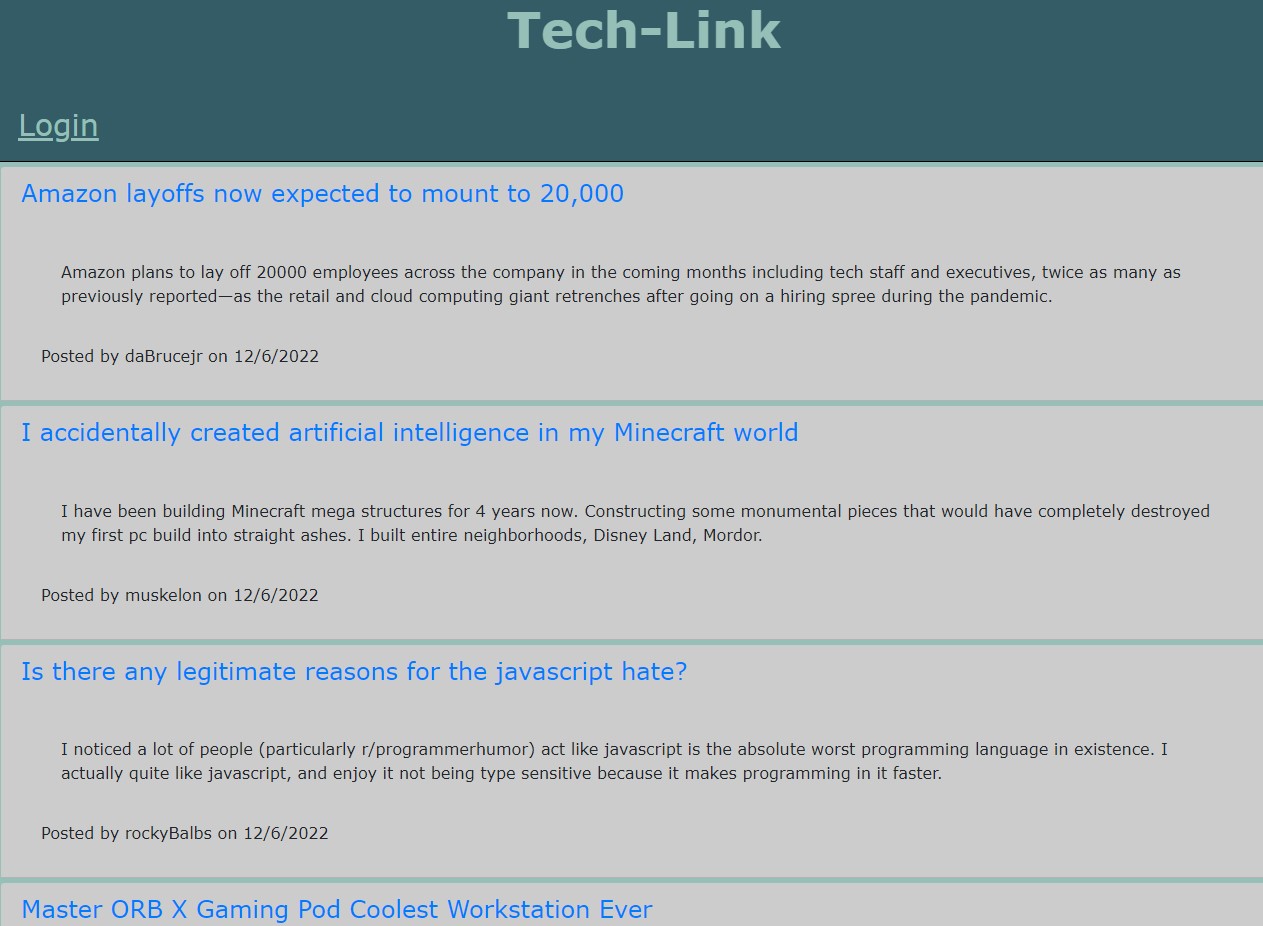 Tech-Link
Login
Amazon layoffs now expected to mount to 20,000
Amazon plans to lay off 20000 employees across the company in the coming months including tech staff and executives, twice as many as
previously reported—as the retail and cloud computing giant retrenches after going on a hiring spree during the pandemic.
Posted by daBrucejr on 12/6/2022
I accidentally created artificial intelligence in my Minecraft world
I have been building Minecraft mega structures for 4 years now. Constructing some monumental pieces that would have completely destroyed
my first pc build into straight ashes. I built entire neighborhoods, Disney Land, Mordor.
Posted by muskelon on 12/6/2022
Is there any legitimate reasons for the javascript hate?
I noticed a lot of people (particularly r/programmerhumor) act like javascript is the absolute worst programming language in existence. I
actually quite like javascript, and enjoy it not being type sensitive because it makes programming in it faster.
Posted by rockyBalbs on 12/6/2022
Master ORB X Gaming Pod Coolest Workstation Ever